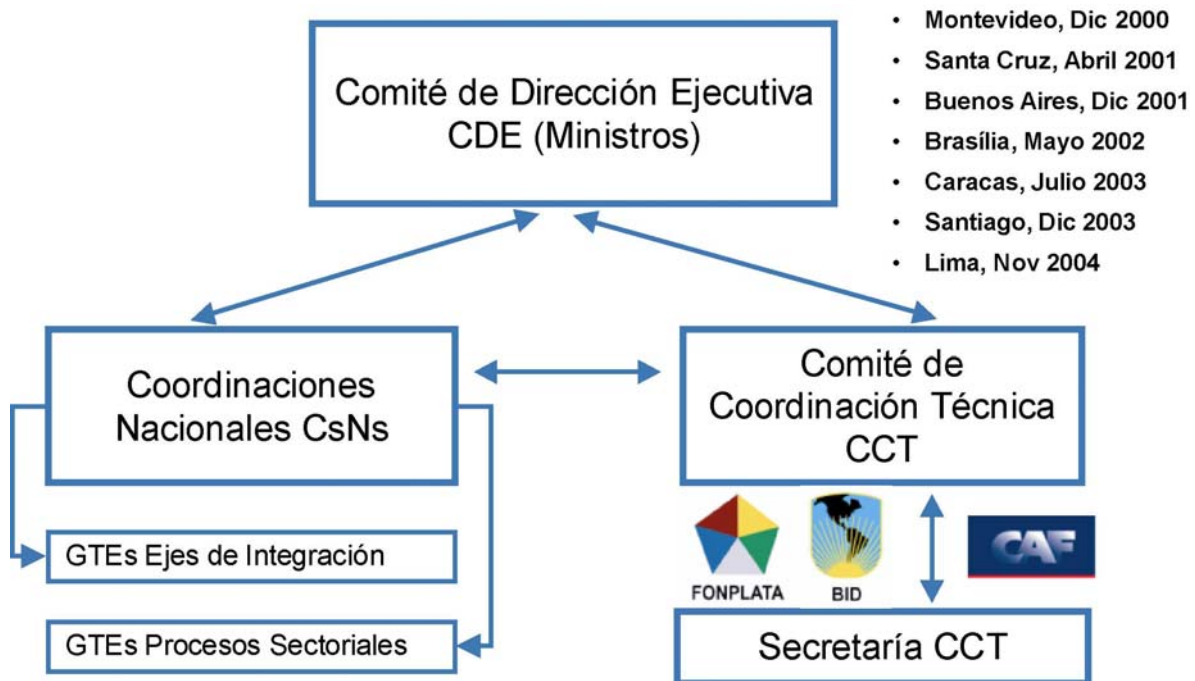 Comité de Dirección Ejecutiva
CDE (Ministros)
• Montevideo, Dic 2000
• Santa Cruz, Abril 2001
• Buenos Aires, Dic 2001
• Brasília, Mayo 2002
• Caracas, Julio 2003
• Santiago, Dic 2003
• Lima, Nov 2004
Coordinaciones
Nacionales CsNs
Comité de
Coordinación Técnica
CCT
GTEs Ejes de Integración
GTEs Procesos Sectoriales
FONPLATA
BID
CAF
Secretaría CCT